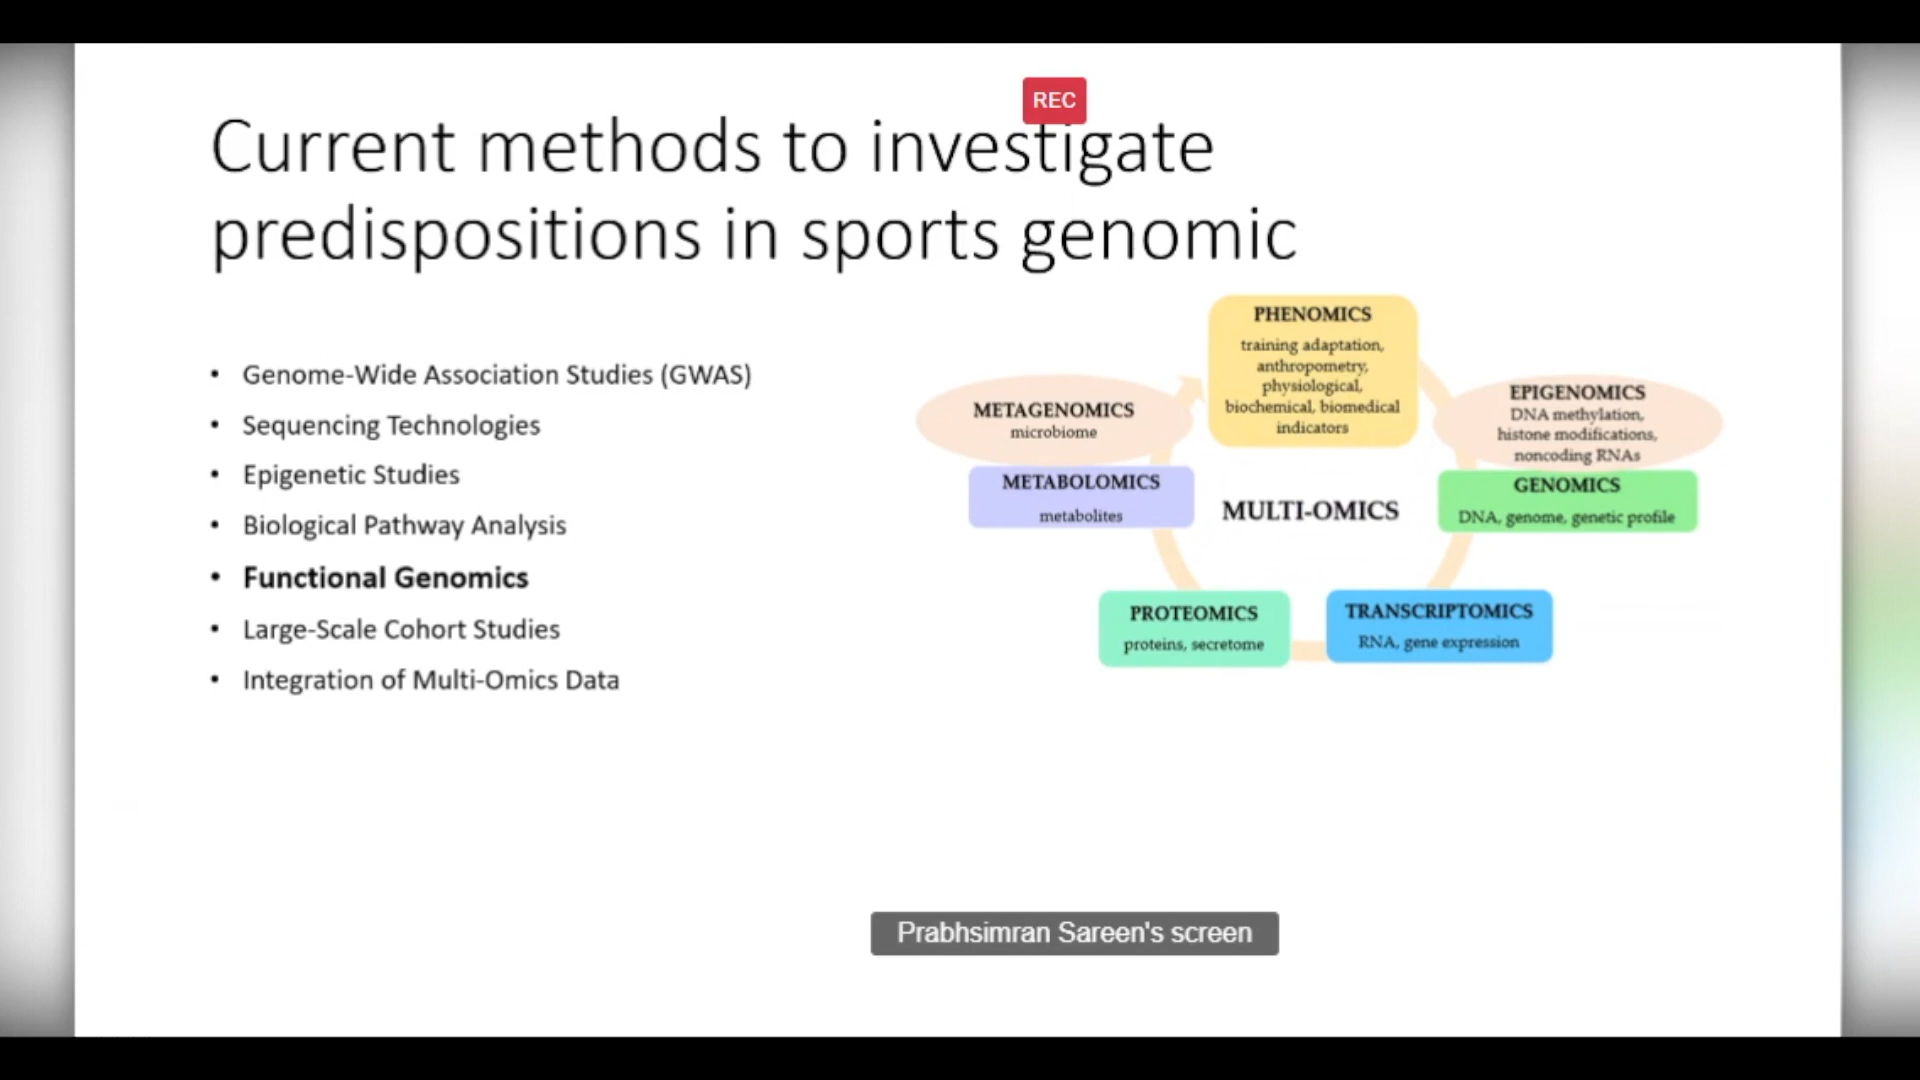 REC
Current methods to investigate
predispositions in sports genomic
• Genome-Wide Association Studies (GWAS)
• Sequencing Technologies
• Epigenetic Studies
• Biological Pathway Analysis
• Functional Genomics
• Large-Scale Cohort Studies
• Integration of Multi-Omics Data
PHENOMICS
training adaptation,
anthropometry,
physiological,
biochemical, biomedical
indicators
METAGENOMICS
microbiome
EPIGENOMICS
DNA methylation,
histone modifications,
noncoding RNAs
METABOLOMICS
metabolites
MULTI-OMICS
GENOMICS
DNA, genome, genetic profile
PROTEOMICS
proteins, secretome
TRANSCRIPTOMICS
RNA, gene expression
Prabhsimran Sareen's screen